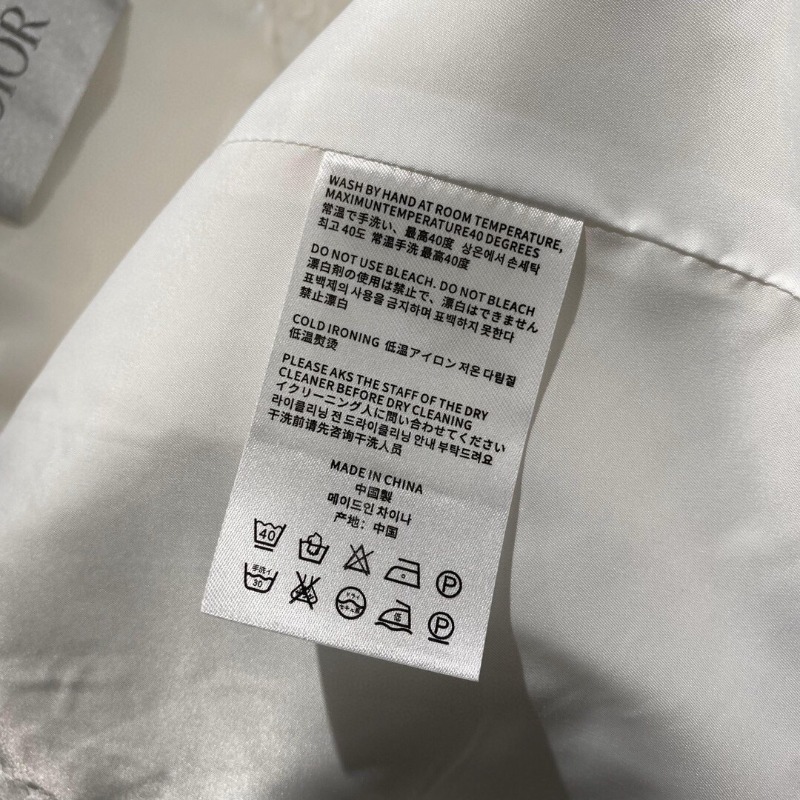 WASH BY HAND AT ROOM TEMPERATURE,
MAXIMUNTEMPERATURE40 DEGREES
常温で手洗い、最高40度 상온에서 손세탁
최고 40도 常温手洗 最高40度
DO NOT USE BLEACH. DO NOT BLEACH
漂白剤の使用は禁止で、漂白はできません
표백제의 사용을 금지하며 표백하지 못한다
禁止漂白
COLD IRONING 低温アイロン 저온 다림질
低温熨烫
PLEASE AKS THE STAFF OF THE DRY
CLEANER BEFORE DRY CLEANING
イクリーニング人に問い合わせてください
라이클리닝 전 드라이클리닝 안내 부탁드려요
干洗前请先咨询干洗人员
MADE IN CHINA
中國製
메이드인 차이나
产地：中国
40
P
手洗イ
30
ドライ
低
P